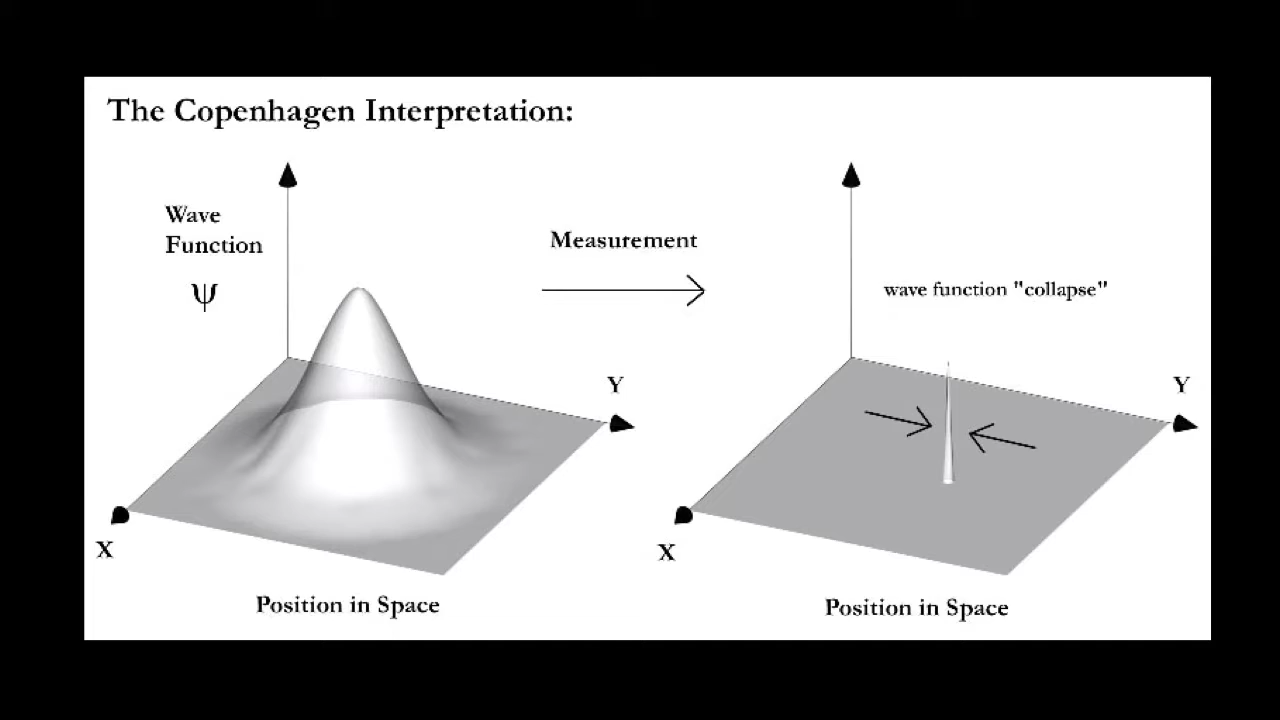 The Copenhagen Interpretation:
Wave
Function
ψ
Measurement
wave function "collapse"
Y
Y
X
X
Position in Space
Position in Space